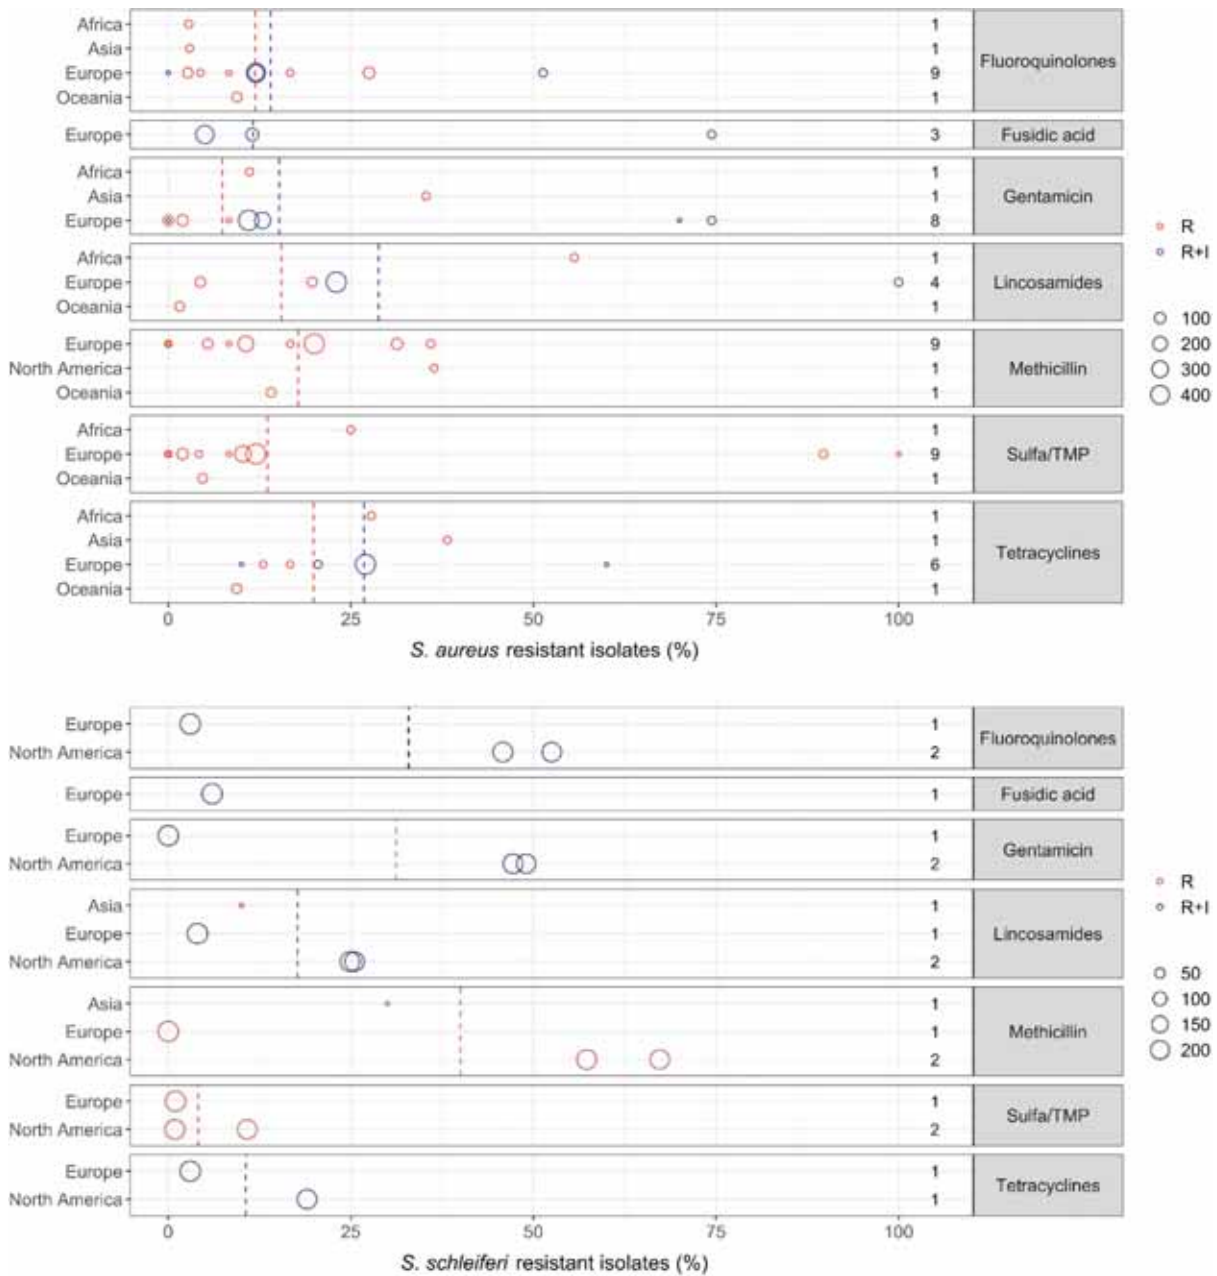 Africa 1
Asia 1
Europe 9
Oceania 1
Fluoroquinolones
Europe 3 Fusidic acid
Africa 1
Asia 1
Europe 8
Gentamicin
Africa 1
Europe 4 Lincosamides
Oceania 1
Europe 9
North America 1 Methicillin
Oceania 1
Africa 1
Europe 9 Sulfa/TMP
Oceania 1
Africa 1
Asia 1
Europe 6
Oceania 1
Tetracyclines
0 25 50 75 100
S. aureus resistant isolates (%)
R
R+I
100
200
300
400
Europe 1
North America 2
Fluoroquinolones
Europe 1 Fusidic acid
Europe 1
North America 2
Gentamicin
Asia 1
Europe 1 Lincosamides
North America 2
Asia 1
Europe 1 Methicillin
North America 2
Europe 1
North America 2
Sulfa/TMP
Europe 1
North America 1
Tetracyclines
0 25 50 75 100
S. schleiferi resistant isolates (%)
R
R+I
50
100
150
200